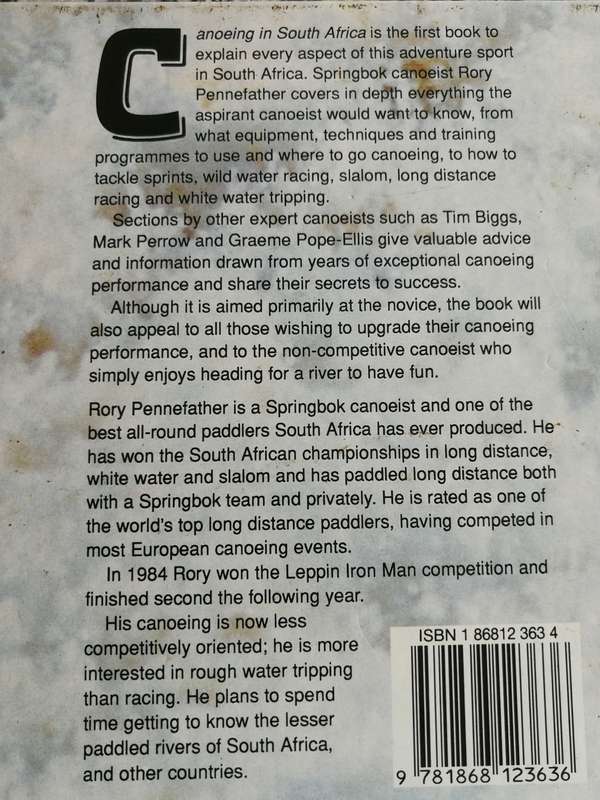 Canoeing in South Africa is the first book to
explain every aspect of this adventure sport
in South Africa. Springbok canoeist Rory
Pennefather covers in depth everything the
aspirant canoeist would want to know, from
what equipment, techniques and training
programmes to use and where to go canoeing, to how to
tackle sprints, wild water racing, slalom, long distance
racing and white water tripping.
Sections by other expert canoeists such as Tim Biggs,
Mark Perrow and Graeme Pope-Ellis give valuable advice
and information drawn from years of exceptional canoeing
performance and share their secrets to success.
Although it is aimed primarily at the novice, the book will
also appeal to all those wishing to upgrade their canoeing
performance, and to the non-competitive canoeist who
simply enjoys heading for a river to have fun.
Rory Pennefather is a Springbok canoeist and one of the
best all-round paddlers South Africa has ever produced. He
has won the South African championships in long distance,
white water and slalom and has paddled long distance both
with a Springbok team and privately. He is rated as one of
the world's top long distance paddlers, having competed in
most European canoeing events.
In 1984 Rory won the Leppin Iron Man competition and
finished second the following year.
His canoeing is now less
competitively oriented; he is more
interested in rough water tripping
than racing. He plans to spend
time getting to know the lesser
paddled rivers of South Africa,
and other countries.
ISBN 1 86812 363 4
9 781868 123636